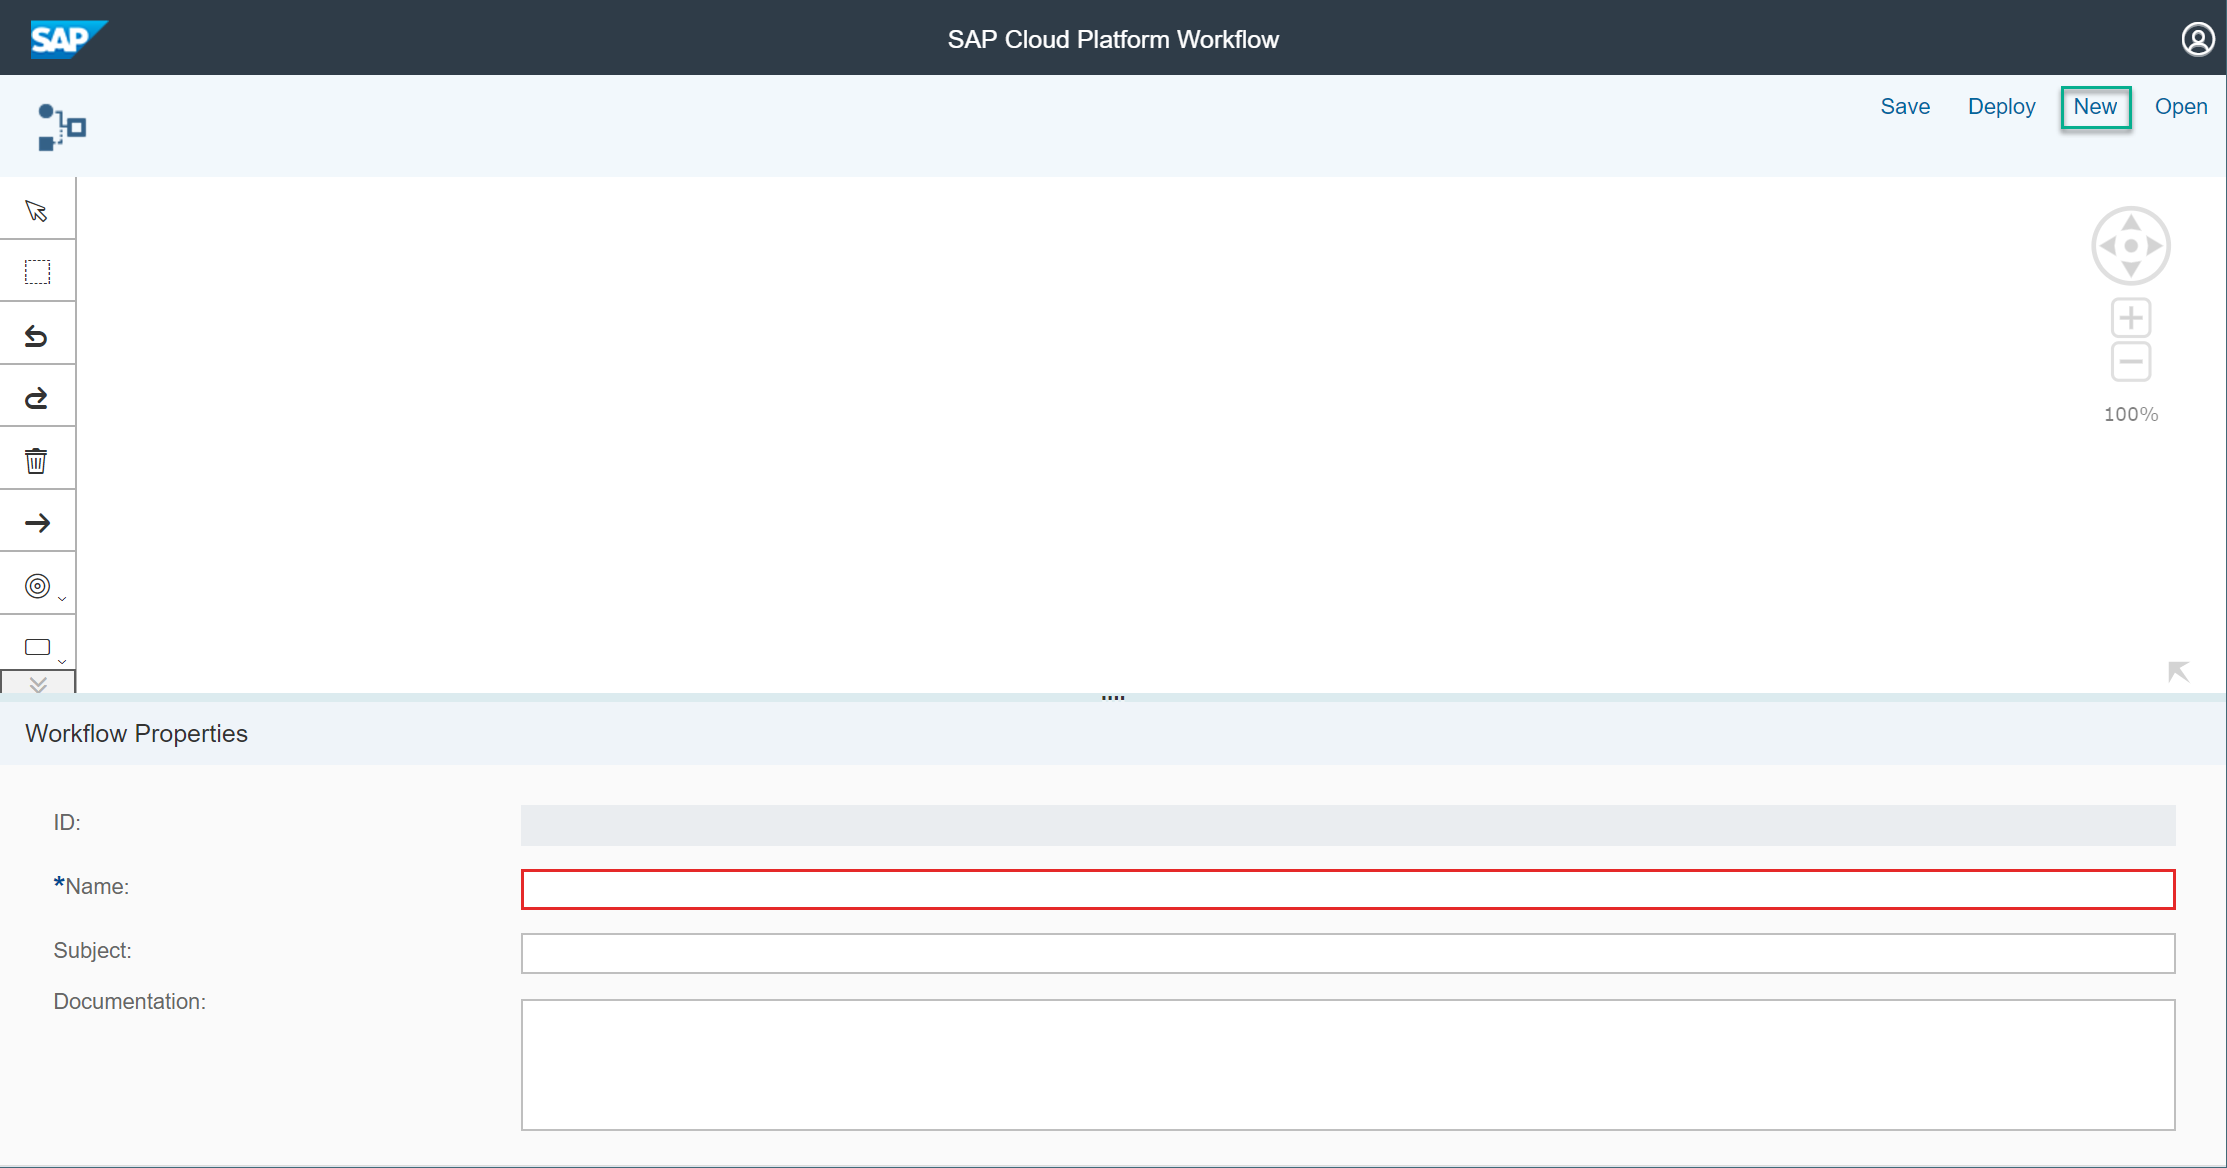 SAP
SAP Cloud Platform Workflow
Save Deploy New Open
100%
Workflow Properties
ID:
*Name:
Subject:
Documentation: